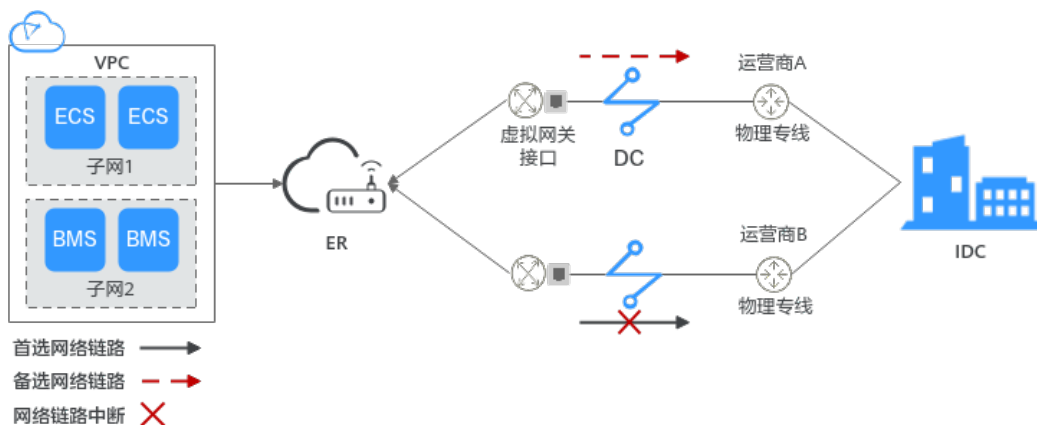 VPC
ECS ECS
子网1
BMS BMS
子网2
ER
虚拟网关
接口
DC
运营商A
物理专线
运营商B
物理专线
IDC
首选网络链路
备选网络链路
网络链路中断